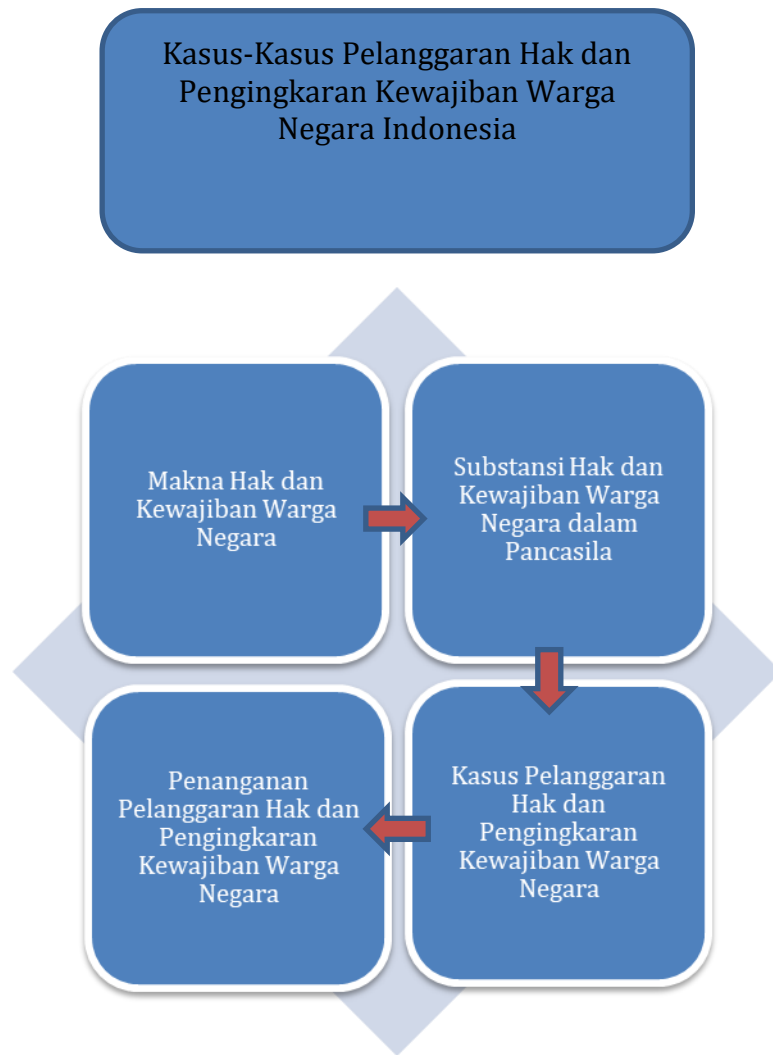 Kasus-Kasus Pelanggaran Hak dan
Pengingkaran Kewajiban Warga
Negara Indonesia
Makna Hak dan
Kewajiban Warga
Negara
Substansi Hak dan
Kewajiban Warga
Negara dalam
Pancasila
Kasus Pelanggaran
Hak dan
Pengingkaran
Kewajiban Warga
Negara
Penanganan
Pelanggaran Hak dan
Pengingkaran
Kewajiban Warga
Negara